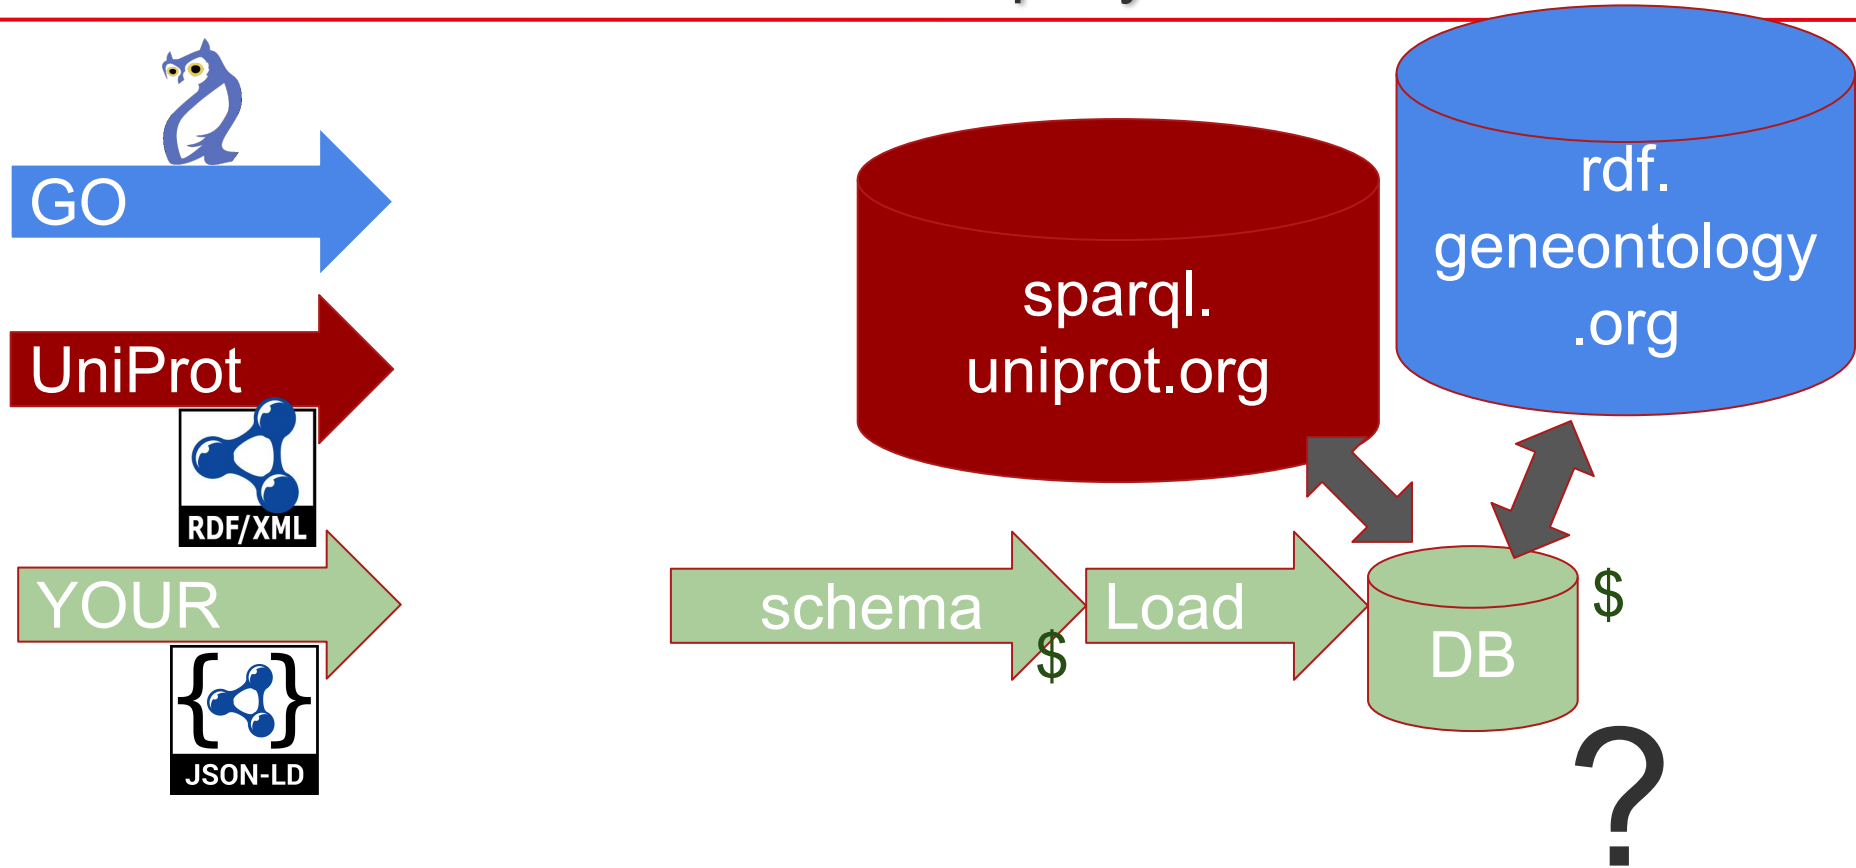 GO
UniProt
RDF/XML
YOUR
JSON-LD
sparql.
uniprot.org
rdf.
geneontology
.org
schema
$
Load
DB
$
?